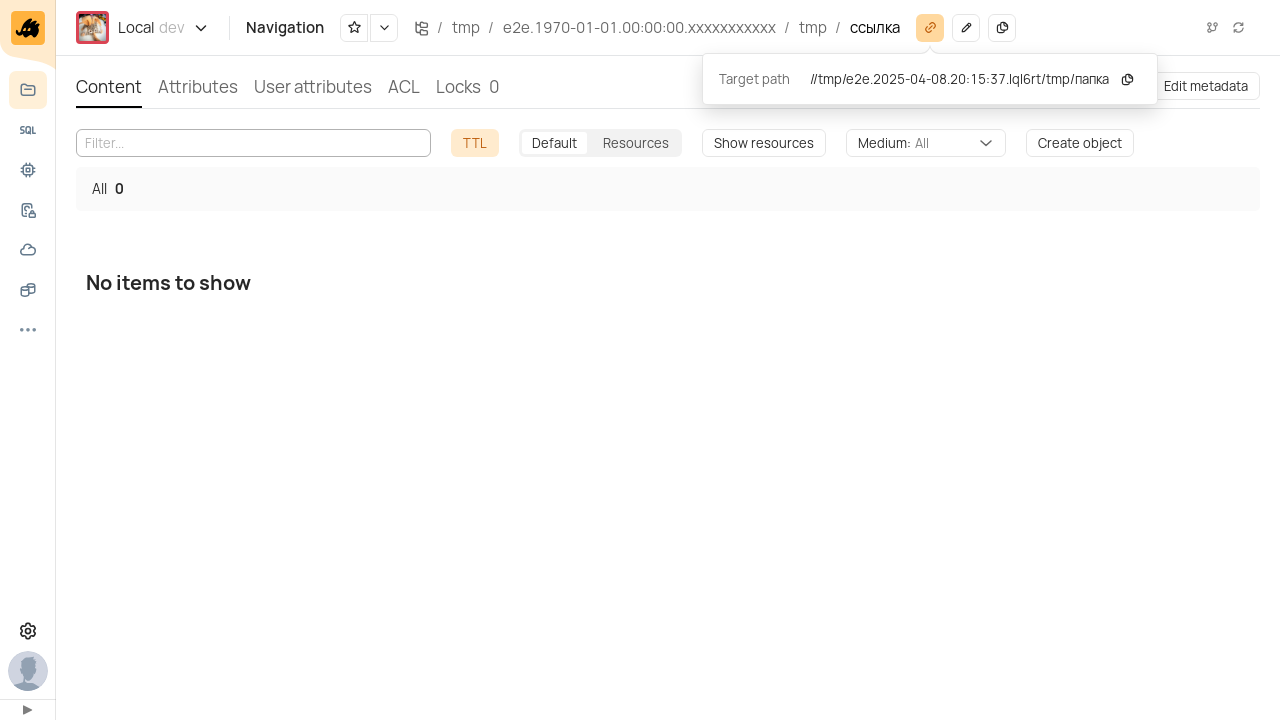 Local dev Navigation / tmp / e2e.1970-01-01.00:00:00.xxxxxxxxxxx / tmp / ссылка
Target path //tmp/e2e.2025-04-08.20:15:37.lql6rt/tmp/папка
Content Attributes User attributes ACL Locks 0 Edit metadata
SQL
Filter... TTL Default Resources Show resources Medium: All Create object
All 0
No items to show